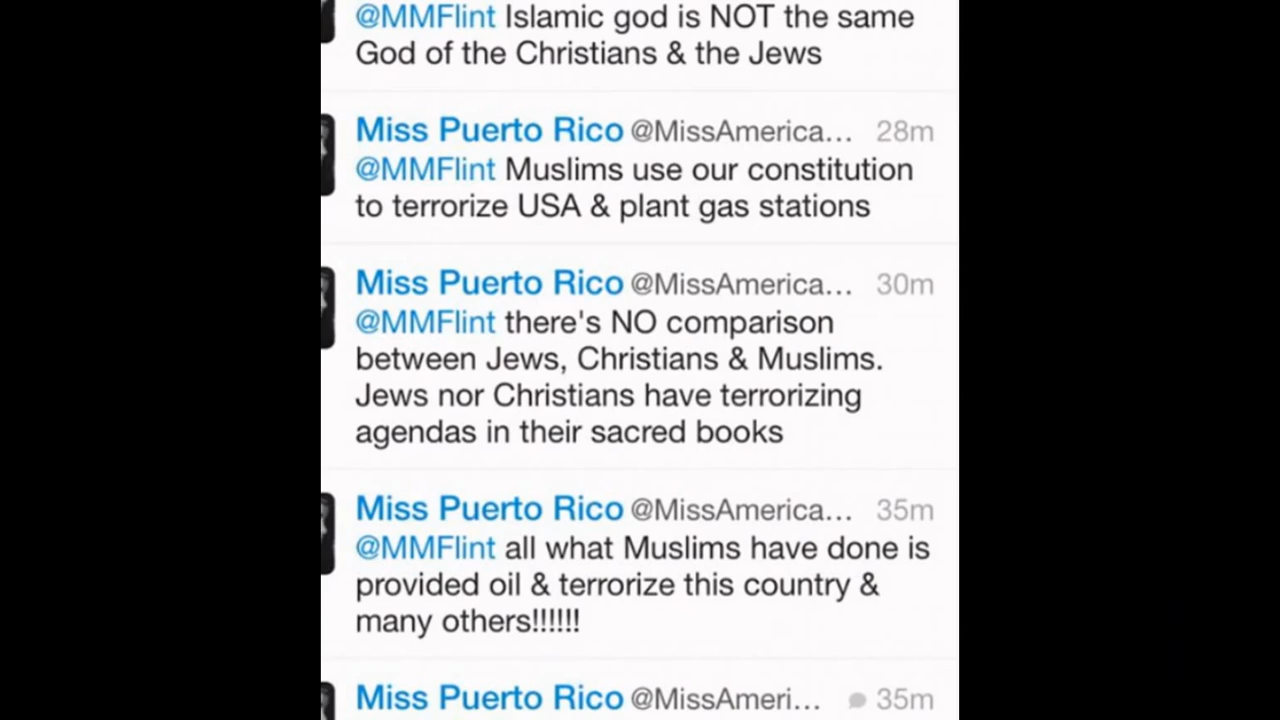 @MMFlint Islamic god is NOT the same
God of the Christians & the Jews
Miss Puerto Rico @MissAmerica... 28m
@MMFlint Muslims use our constitution
to terrorize USA & plant gas stations
Miss Puerto Rico @MissAmerica... 30m
@MMFlint there's NO comparison
between Jews, Christians & Muslims.
Jews nor Christians have terrorizing
agendas in their sacred books
Miss Puerto Rico @MissAmerica... 35m
@MMFlint all what Muslims have done is
provided oil & terrorize this country &
many others!!!!!!
Miss Puerto Rico @MissAmeri... 35m